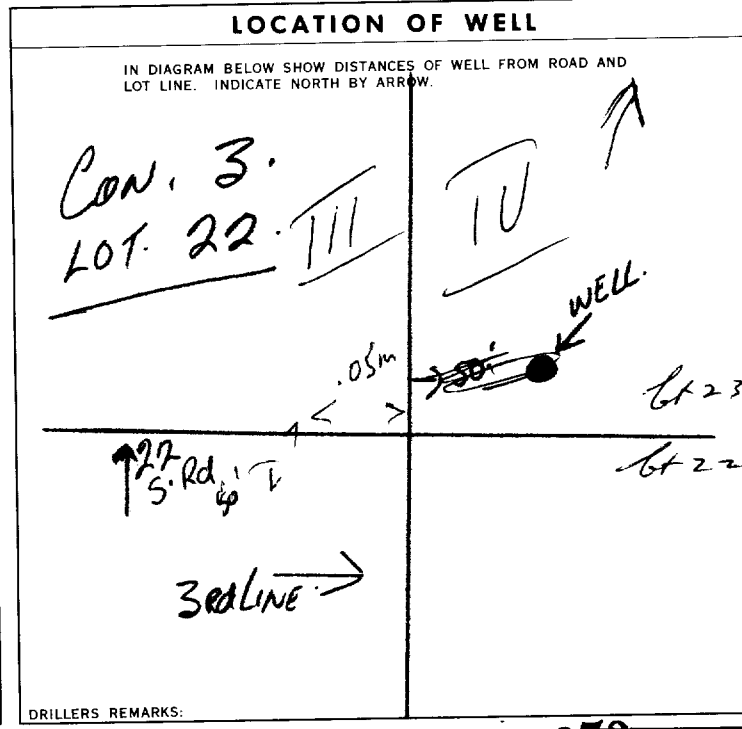 LOCATION OF WELL
IN DIAGRAM BELOW SHOW DISTANCES OF WELL FROM ROAD AND
LOT LINE. INDICATE NORTH BY ARROW.
CON. 3.
LOT. 22.
III
IV
WELL.
.05m
50'
lot 23
22
S. Rd.
lot 22
3RD LINE.
DRILLERS REMARKS: